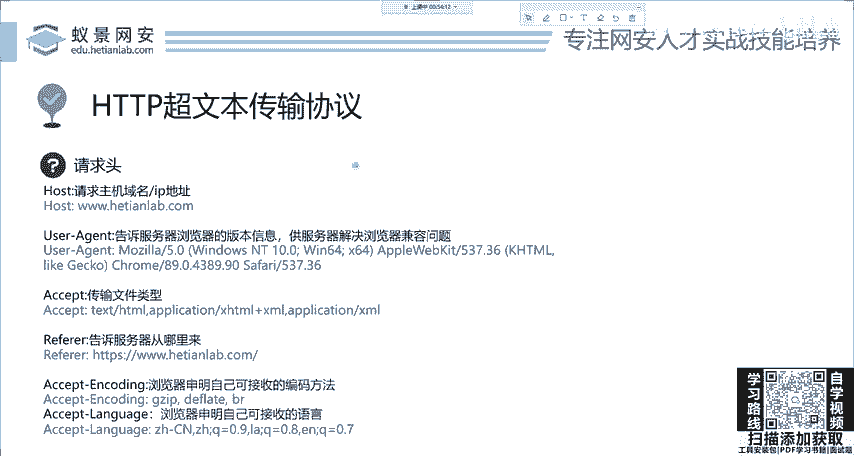 上课中 00:54:12
蚁景网安
edu.hetianlab.com
专注网安人才实战技能培养
HTTP超文本传输协议
? 请求头
Host:请求主机域名/ip地址
Host: www.hetianlab.com
User-Agent:告诉服务器浏览器的版本信息，供服务器解决浏览器兼容问题
User-Agent: Mozilla/5.0 (Windows NT 10.0; Win64; x64) AppleWebKit/537.36 (KHTML,
like Gecko) Chrome/89.0.4389.90 Safari/537.36
Accept:传输文件类型
Accept: text/html,application/xhtml+xml,application/xml
Referer:告诉服务器从哪里来
Referer: https://www.hetianlab.com/
Accept-Encoding:浏览器申明自己可接收的编码方法
Accept-Encoding: gzip, deflate, br
Accept-Language：浏览器申明自己可接收的语言
Accept-Language: zh-CN,zh;q=0.9,la;q=0.8,en;q=0.7
学习路线
自学视频
扫描添加获取
工具安装包|PDF学习书籍|面试题